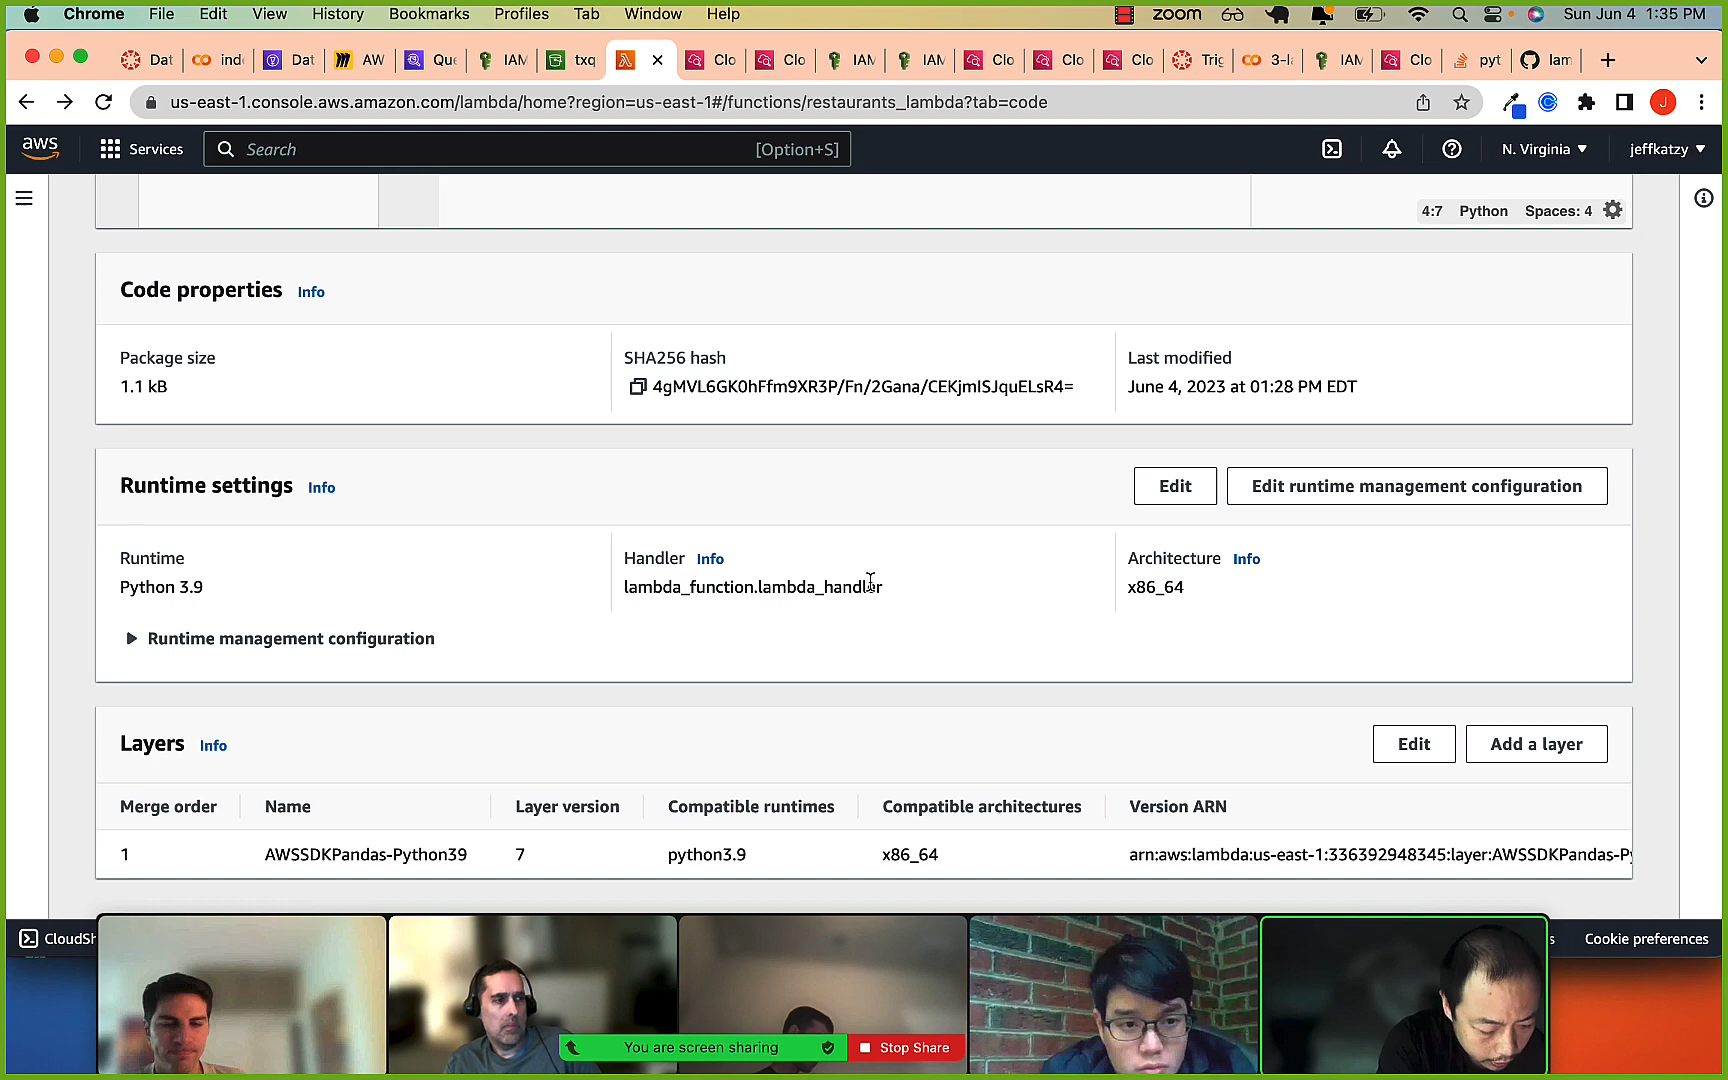 Chrome File Edit View History Bookmarks Profiles Tab Window Help zoom Sun Jun 4 1:35 PM
Dat ind Dat AW Que IAM txq Clo Clo IAM IAM Clo Clo Clo Trig 3-la IAM Clo pyt lam
us-east-1.console.aws.amazon.com/lambda/home?region=us-east-1#/functions/restaurants_lambda?tab=code J
aws Services Search [Option+S] N. Virginia jeffkatzy
4:7 Python Spaces: 4
Code properties Info
Package size SHA256 hash Last modified
1.1 kB 4gMVL6GK0hFfm9XR3P/Fn/2Gana/CEKjmISJquELsR4= June 4, 2023 at 01:28 PM EDT
Runtime settings Info Edit Edit runtime management configuration
Runtime Handler Info Architecture Info
Python 3.9 lambda_function.lambda_handler x86_64
Runtime management configuration
Layers Info Edit Add a layer
Merge order Name Layer version Compatible runtimes Compatible architectures Version ARN
1 AWSSDKPandas-Python39 7 python3.9 x86_64 arn:aws:lambda:us-east-1:336392948345:layer:AWSSDKPandas-Py
CloudSh s Cookie preferences
You are screen sharing Stop Share